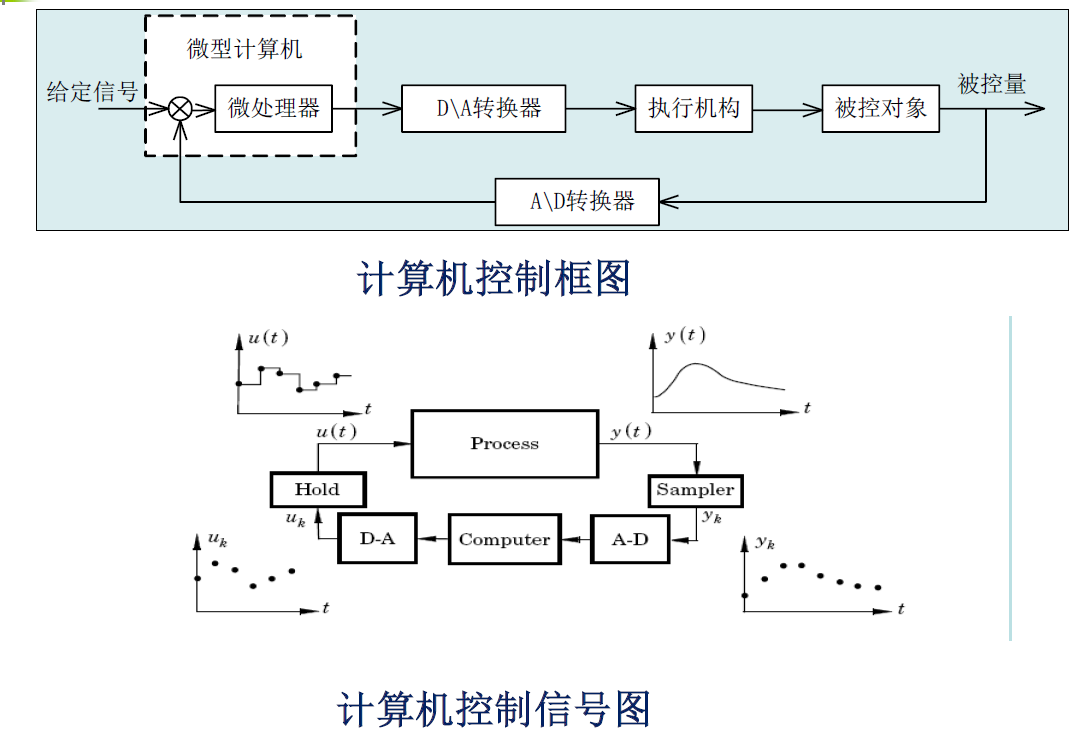 微型计算机
给定信号
微处理器
D\A转换器
执行机构
被控对象
被控量
A\D转换器
计算机控制框图
u(t)
t
y(t)
t
u(t)
Process
y(t)
Hold
Sampler
u_k
D-A
Computer
A-D
y_k
u_k
t
y_k
t
计算机控制信号图